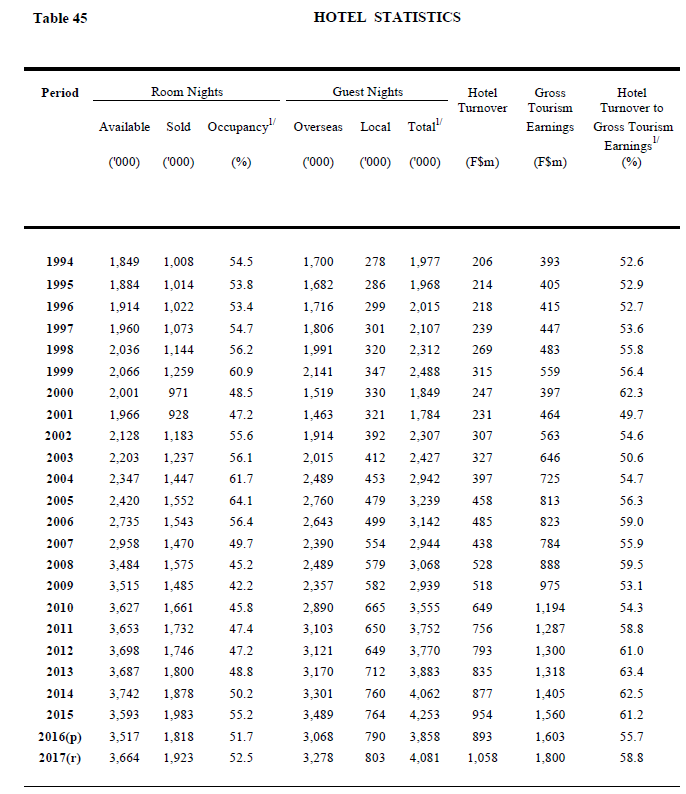 Table 45 HOTEL STATISTICS
Period Room Nights Guest Nights Hotel Gross Hotel
Turnover Tourism Turnover to
Available Sold Occupancy1/ Overseas Local Total1/ Earnings Gross Tourism
Earnings1/
('000) ('000) (%) ('000) ('000) ('000) (F$m) (F$m) (%)
1994 1,849 1,008 54.5 1,700 278 1,977 206 393 52.6
1995 1,884 1,014 53.8 1,682 286 1,968 214 405 52.9
1996 1,914 1,022 53.4 1,716 299 2,015 218 415 52.7
1997 1,960 1,073 54.7 1,806 301 2,107 239 447 53.6
1998 2,036 1,144 56.2 1,991 320 2,312 269 483 55.8
1999 2,066 1,259 60.9 2,141 347 2,488 315 559 56.4
2000 2,001 971 48.5 1,519 330 1,849 247 397 62.3
2001 1,966 928 47.2 1,463 321 1,784 231 464 49.7
2002 2,128 1,183 55.6 1,914 392 2,307 307 563 54.6
2003 2,203 1,237 56.1 2,015 412 2,427 327 646 50.6
2004 2,347 1,447 61.7 2,489 453 2,942 397 725 54.7
2005 2,420 1,552 64.1 2,760 479 3,239 458 813 56.3
2006 2,735 1,543 56.4 2,643 499 3,142 485 823 59.0
2007 2,958 1,470 49.7 2,390 554 2,944 438 784 55.9
2008 3,484 1,575 45.2 2,489 579 3,068 528 888 59.5
2009 3,515 1,485 42.2 2,357 582 2,939 518 975 53.1
2010 3,627 1,661 45.8 2,890 665 3,555 649 1,194 54.3
2011 3,653 1,732 47.4 3,103 650 3,752 756 1,287 58.8
2012 3,698 1,746 47.2 3,121 649 3,770 793 1,300 61.0
2013 3,687 1,800 48.8 3,170 712 3,883 835 1,318 63.4
2014 3,742 1,878 50.2 3,301 760 4,062 877 1,405 62.5
2015 3,593 1,983 55.2 3,489 764 4,253 954 1,560 61.2
2016(p) 3,517 1,818 51.7 3,068 790 3,858 893 1,603 55.7
2017(r) 3,664 1,923 52.5 3,278 803 4,081 1,058 1,800 58.8